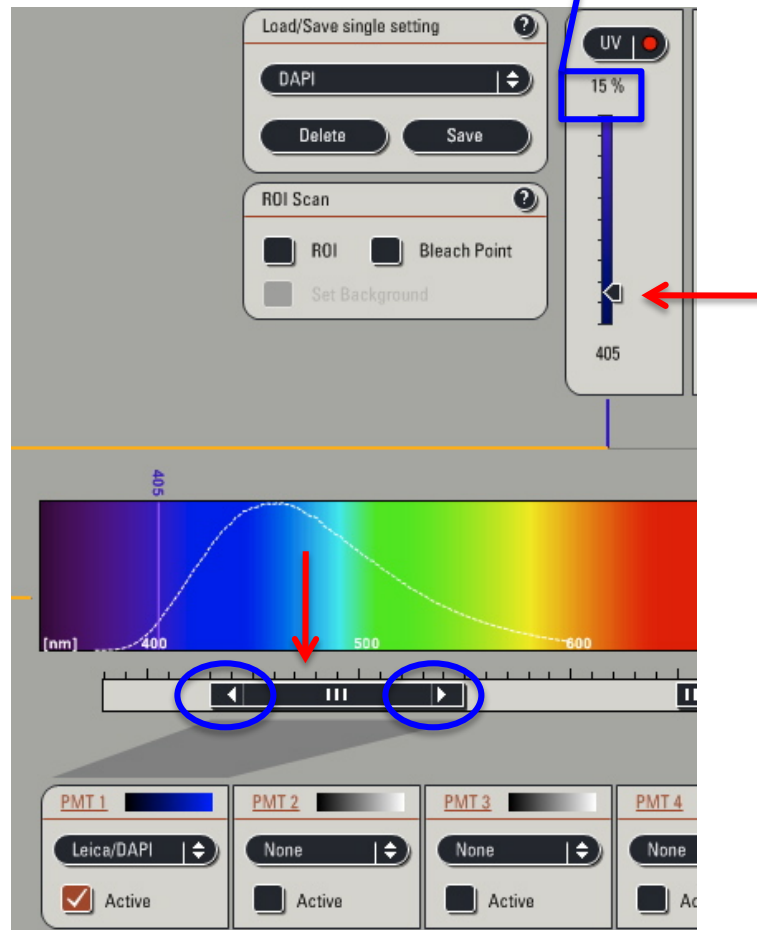 Load/Save single setting ?
DAPI
Delete Save
ROI Scan ?
ROI Bleach Point
Set Background
UV
15 %
405
405
[nm] 400 500 600
PMT 1 PMT 2 PMT 3 PMT 4
Leica/DAPI None None None
Active Active Active Ac